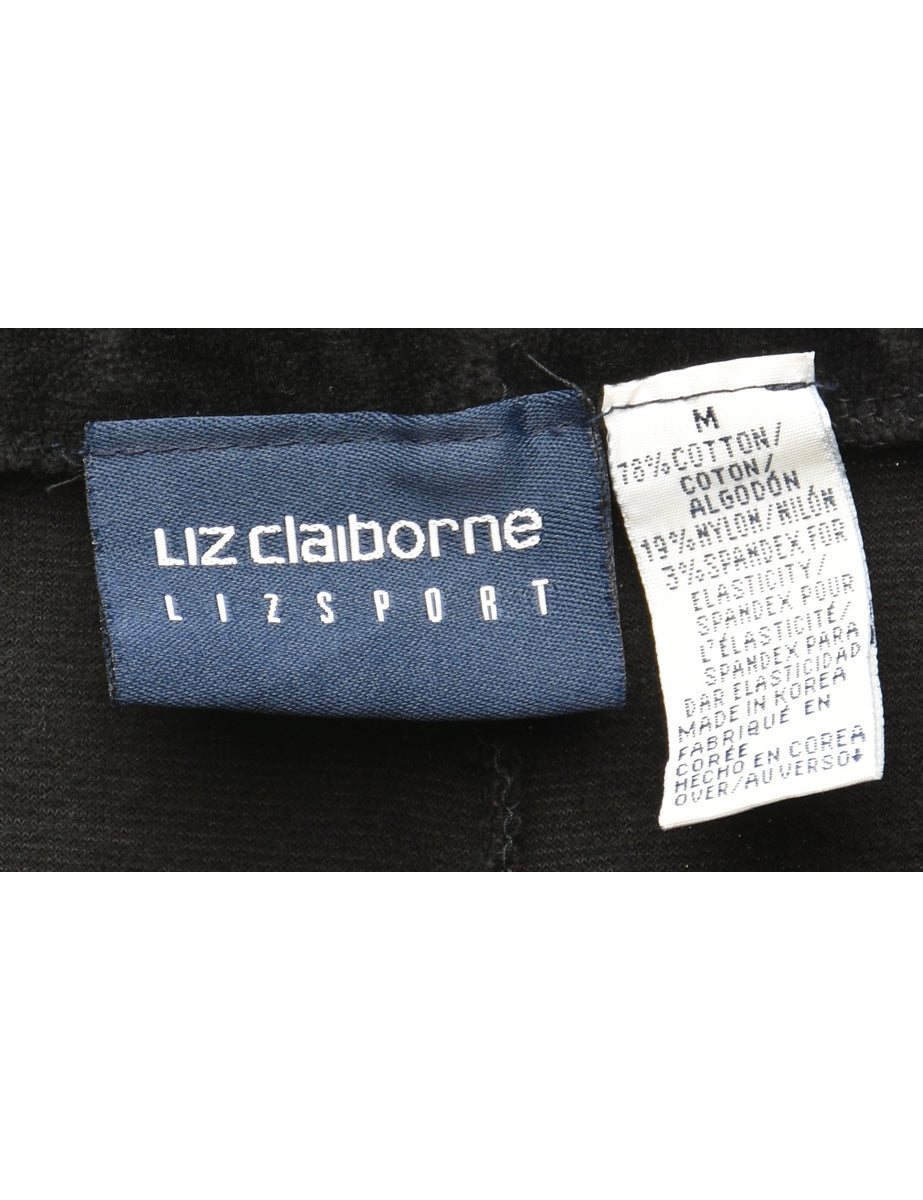 Liz claiborne
LIZSPORT
M
78% COTTON/
COTON/
ALGODÓN
19% NYLON/NILÓN
3% SPANDEX FOR
ELASTICITY/
SPANDEX POUR
L'ÉLASTICITÉ/
SPANDEX PARA
DAR ELASTICIDAD
MADE IN KOREA
FABRIQUÉ EN
CORÉE
HECHO EN COREA
OVER/AU VERSO